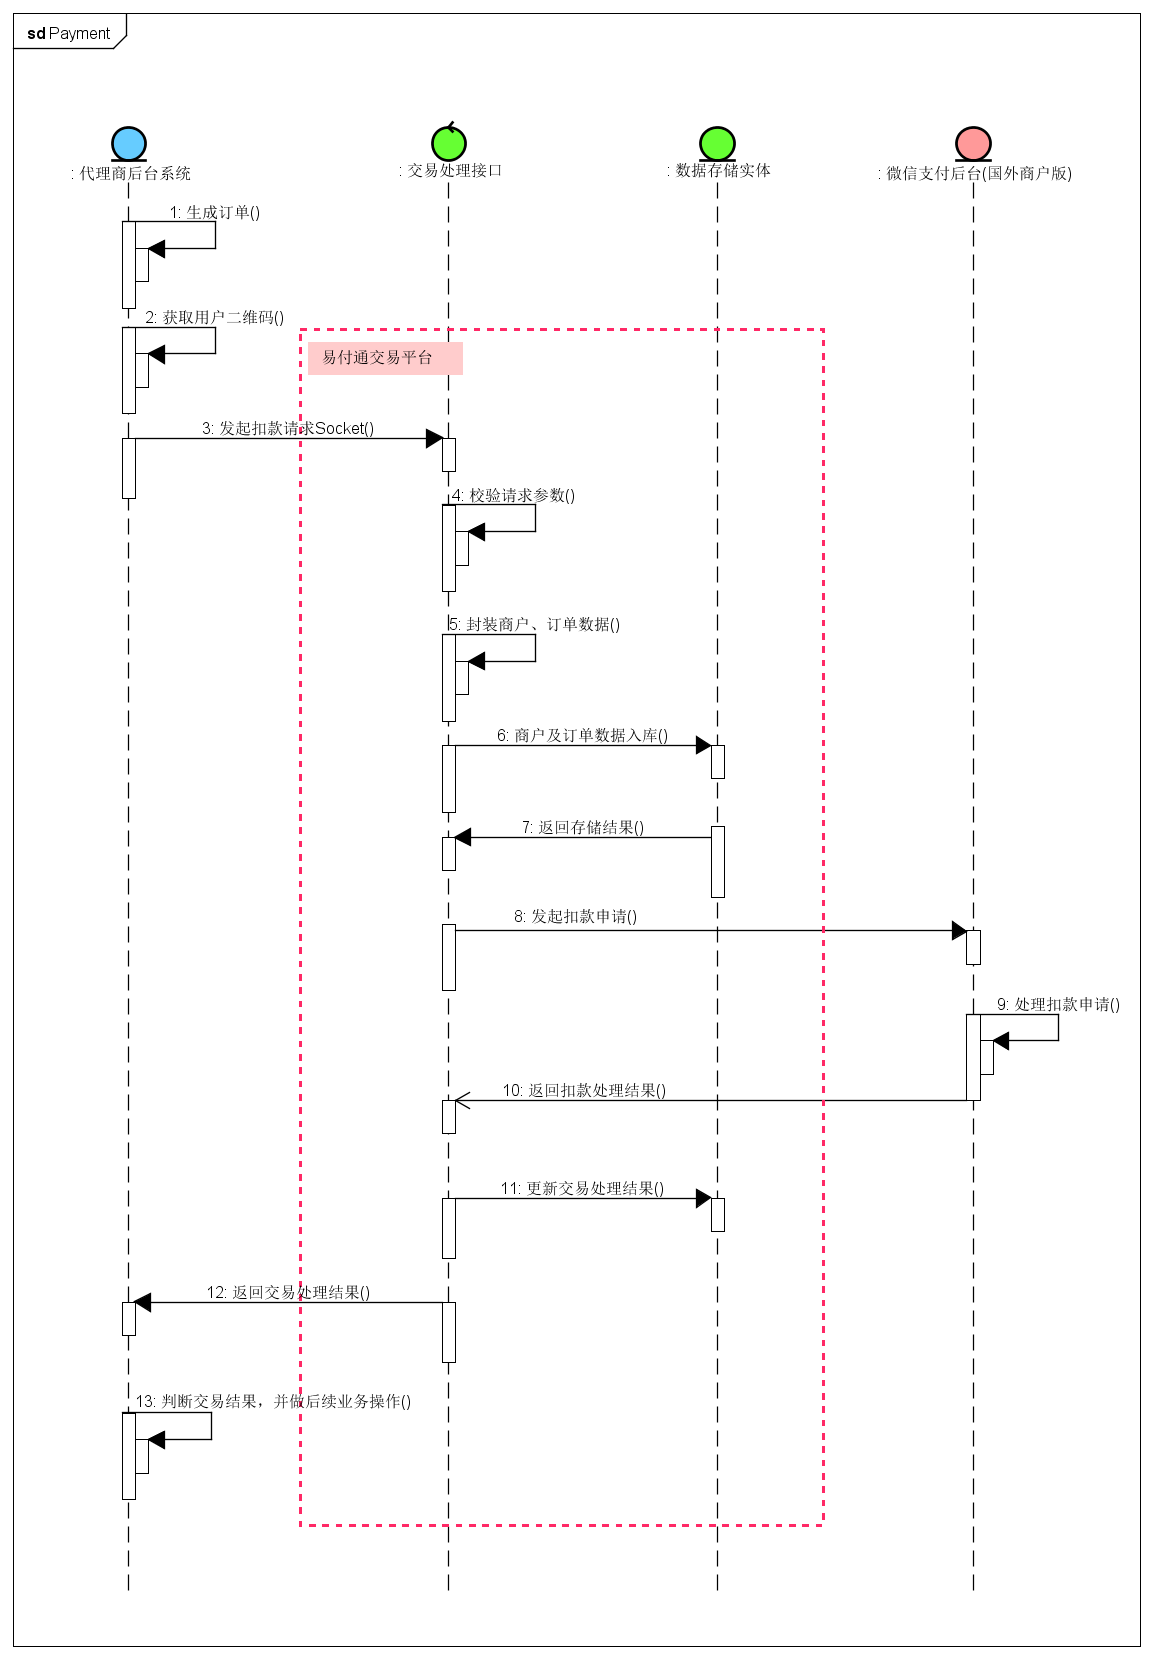 sd Payment
: 代理商后台系统
: 交易处理接口
: 数据存储实体
: 微信支付后台(国外商户版)
1: 生成订单()
2: 获取用户二维码()
易付通交易平台
3: 发起扣款请求Socket()
4: 校验请求参数()
5: 封装商户、订单数据()
6: 商户及订单数据入库()
7: 返回存储结果()
8: 发起扣款申请()
9: 处理扣款申请()
10: 返回扣款处理结果()
11: 更新交易处理结果()
12: 返回交易处理结果()
13: 判断交易结果，并做后续业务操作()